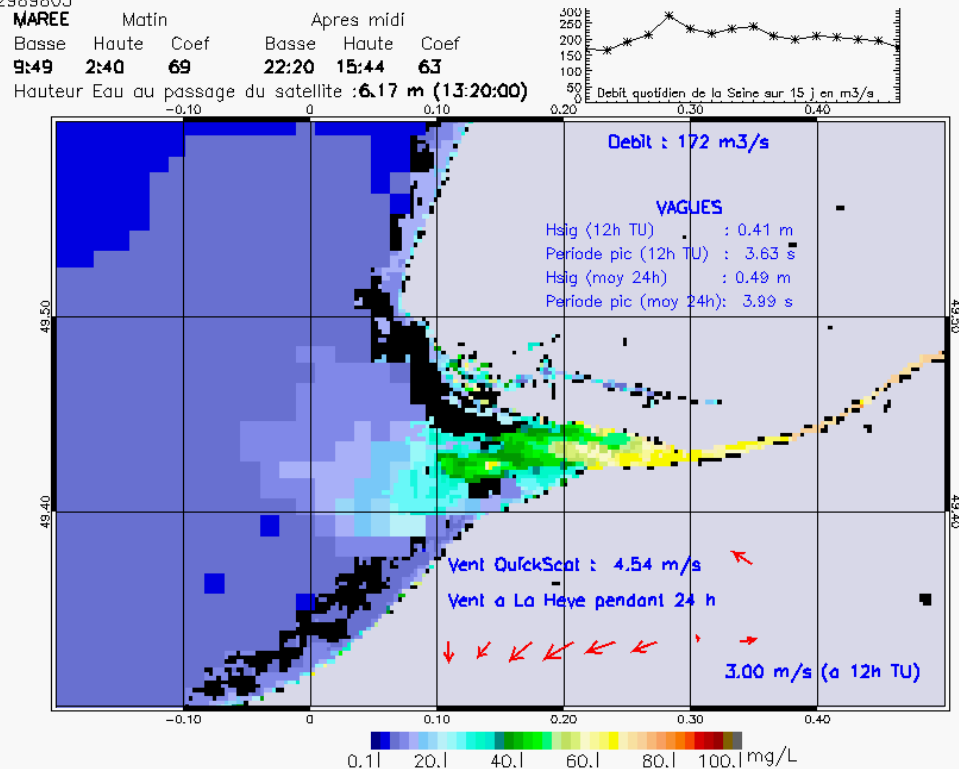 MAREE Matin Apres midi
Basse Haute Coef Basse Haute Coef
9:49 2:40 69 22:20 15:44 63
Hauteur Eau au passage du satellite :6.17 m (13:20:00)
300
250
200
150
100
50
0
Debit quotidien de la Seine sur 15 j en m3/s
-0.10 0 0.10 0.20 0.30 0.40
Debit : 172 m3/s
VAGUES
Hsig (12h TU) : 0.41 m
Periode pic (12h TU) : 3.63 s
Hsig (moy 24h) : 0.49 m
Periode pic (moy 24h): 3.99 s
49.50 49.50
49.40 49.40
Vent QuickScat : 4.54 m/s
Vent a La Heve pendant 24 h
3.00 m/s (a 12h TU)
-0.10 0 0.10 0.20 0.30 0.40
0.1 20.1 40.1 60.1 80.1 100.1 mg/L